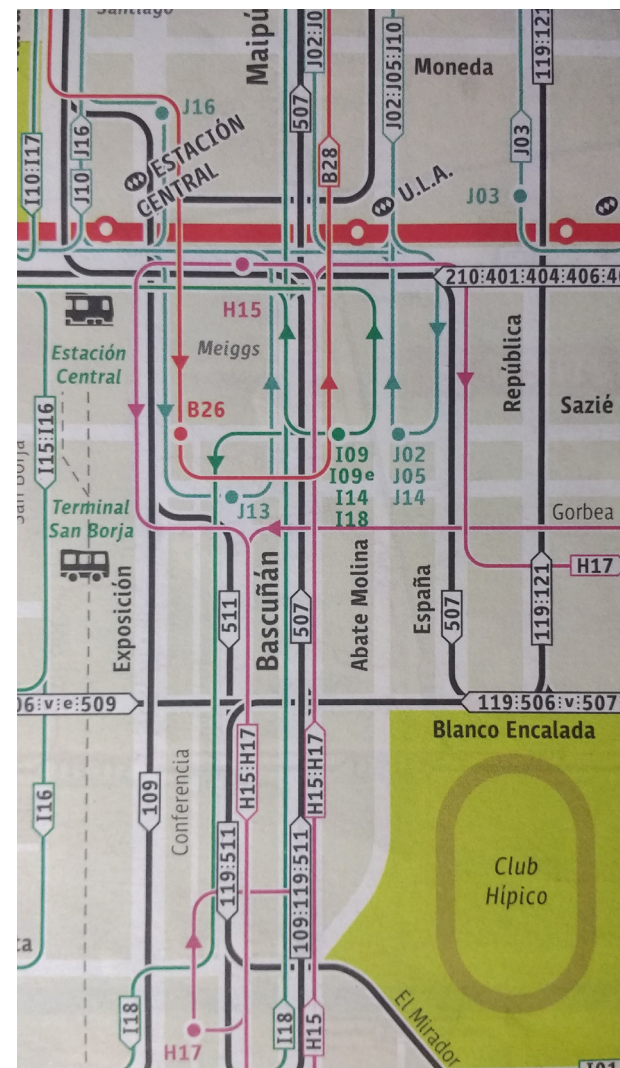 Santiago
Maipú
J02:J0
J02:J05:J10
Moneda
119:121
507
J16
J16
J10
I10:I17
ESTACIÓN
CENTRAL
B28
U.L.A.
J03
J03
210:401:404:406:40
H15
Meiggs
Estación
Central
República
Sazié
B26
I15:I16
I09
I09e
I14
I18
J02
J05
J14
J13
San Borja
Terminal
San Borja
Gorbea
H17
Exposición
511
Bascuñán
507
Abate Molina
España
507
119:121
06:v:e:509
119:506:v:507
Blanco Encalada
H15:H17
H15:H17
I16
109
Conferencia
119:511
109:119:511
Club
Hípico
El Mirador
I18
H17
I18
H15
I01